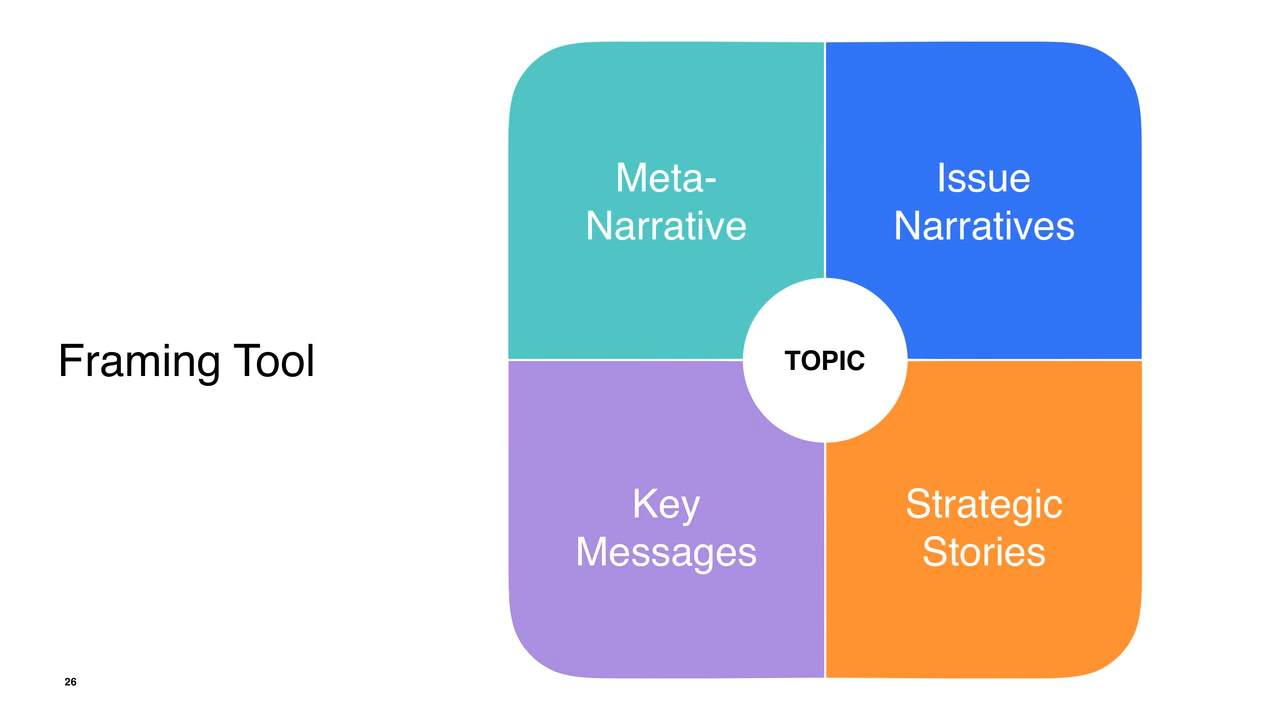 Framing Tool
Meta-
Narrative
Issue
Narratives
TOPIC
Key
Messages
Strategic
Stories
26